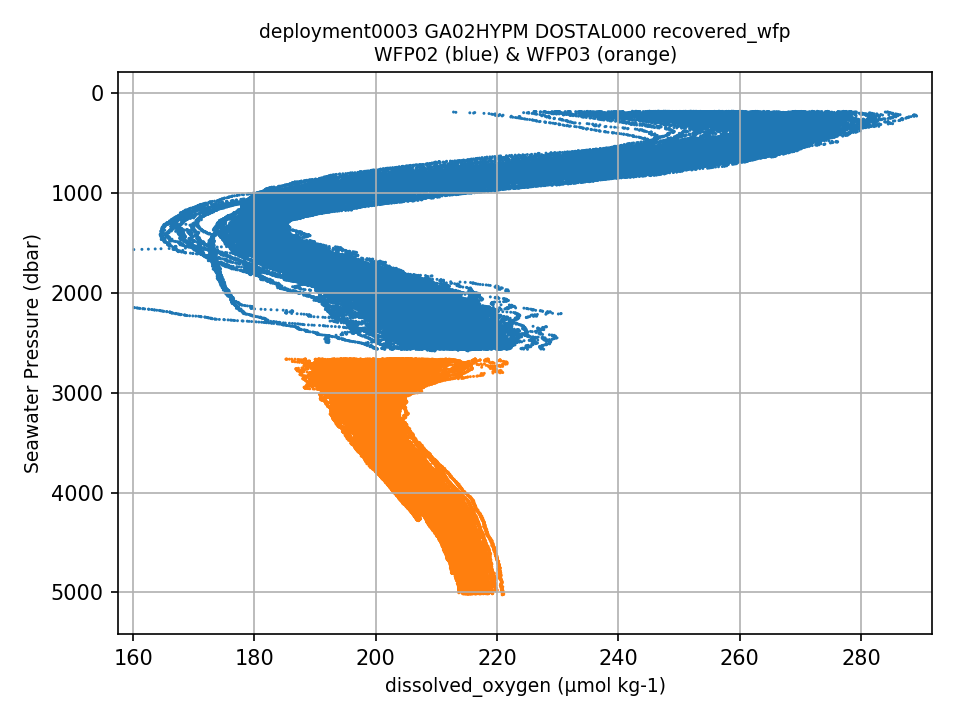 deployment0003 GA02HYPM DOSTAL000 recovered_wfp
WFP02 (blue) & WFP03 (orange)
0
1000
2000
3000
4000
5000
Seawater Pressure (dbar)
160 180 200 220 240 260 280
dissolved_oxygen (µmol kg-1)